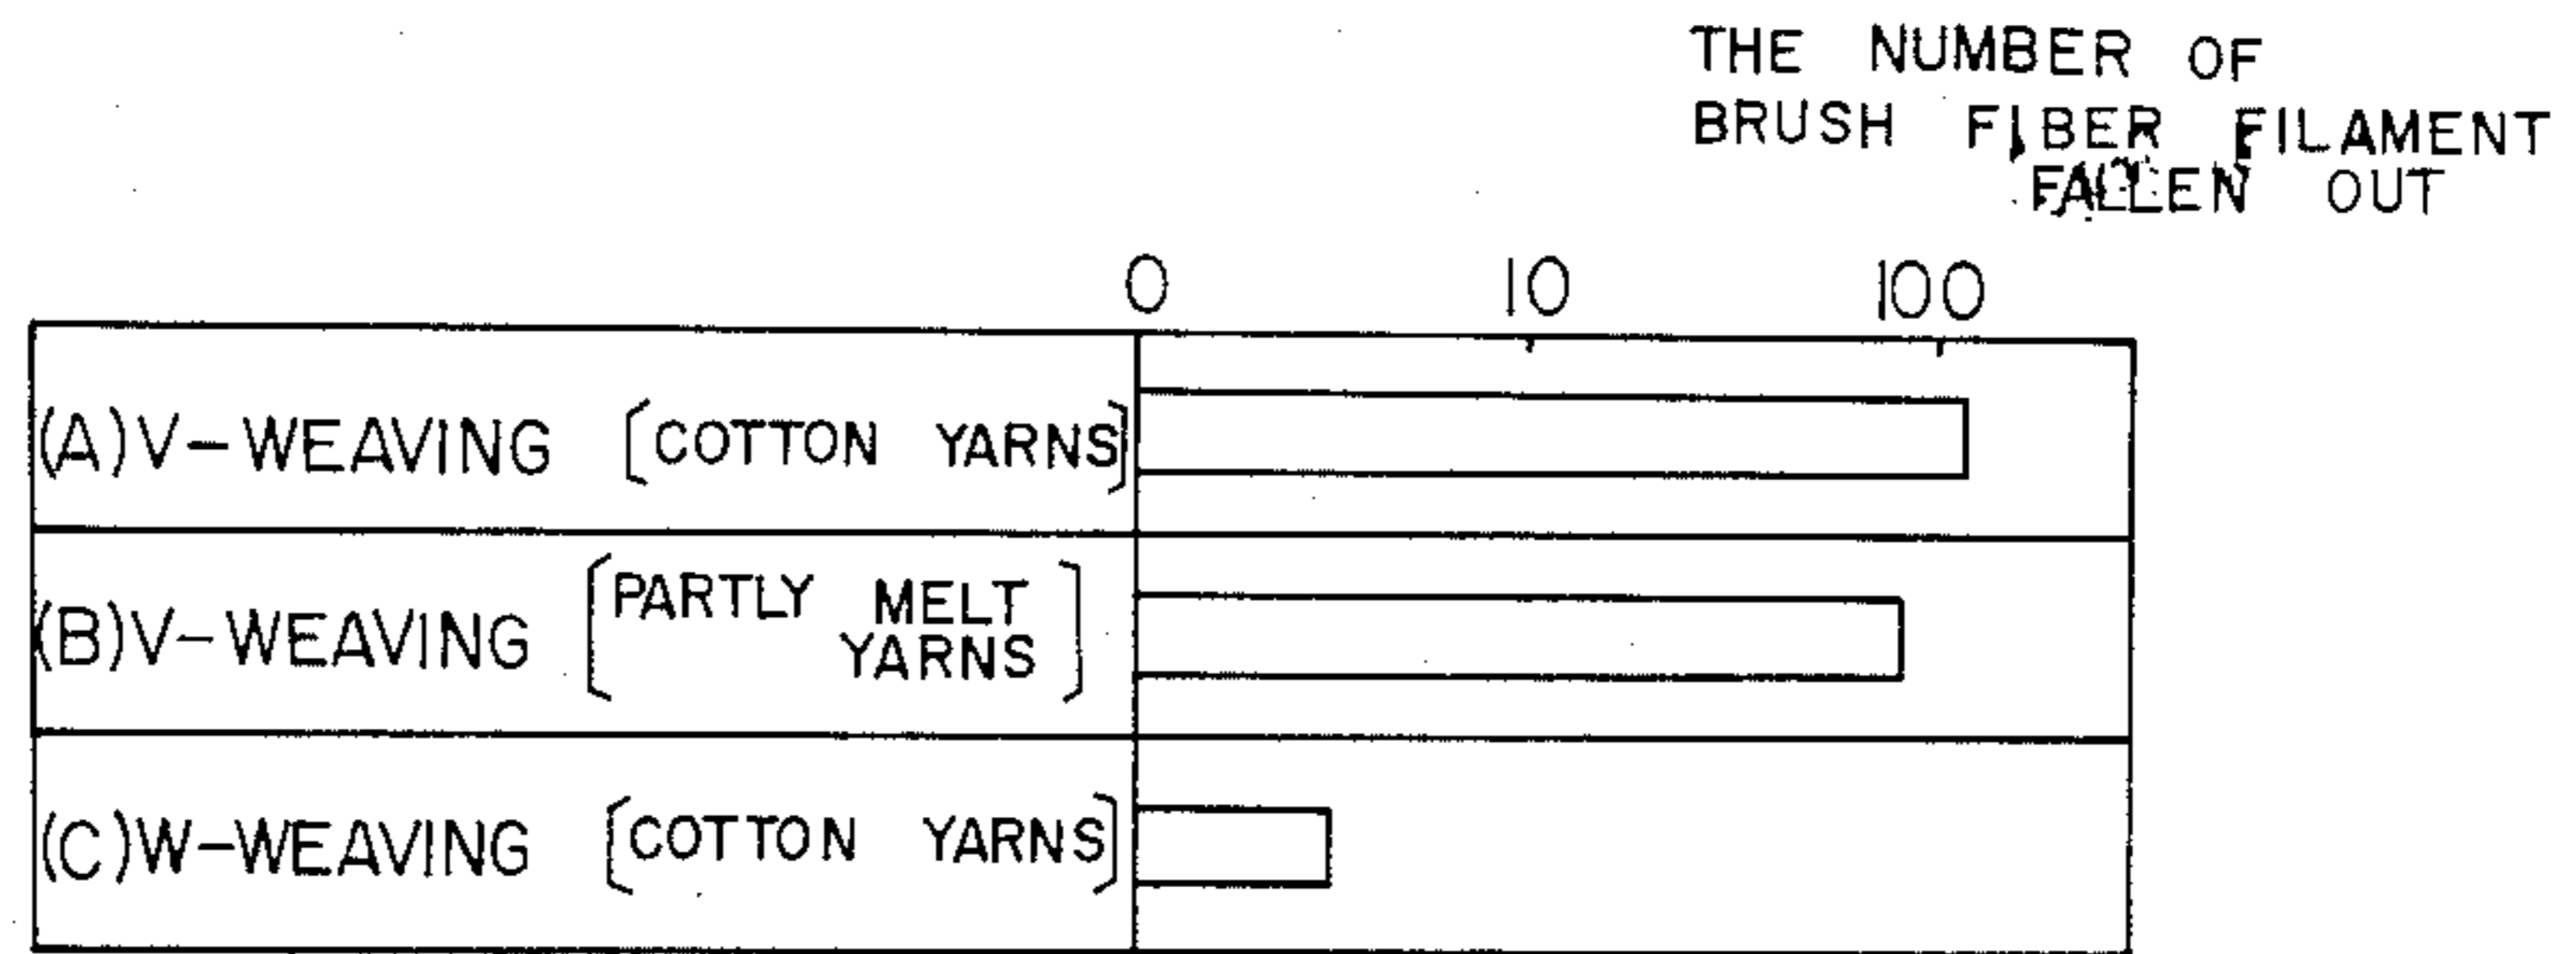 THE NUMBER OF
BRUSH FIBER FILAMENT
FALLEN OUT
0 10 100
(A) V-WEAVING [COTTON YARNS]
(B) V-WEAVING [PARTLY MELT
YARNS]
(C) W-WEAVING [COTTON YARNS]